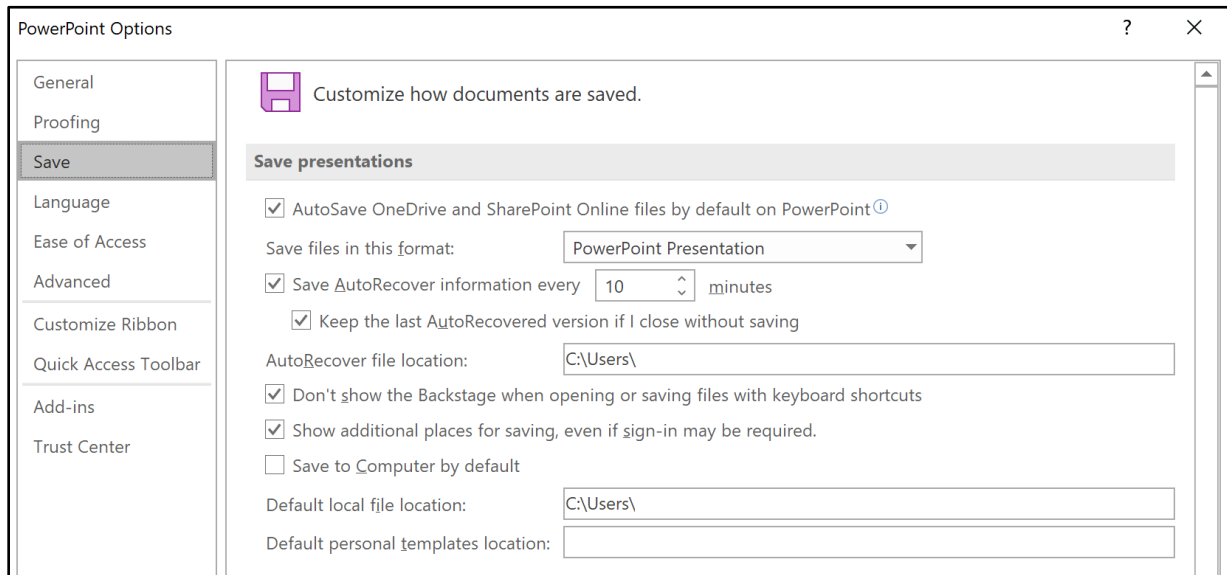 PowerPoint Options
?
General
Proofing
Save
Language
Ease of Access
Advanced
Customize Ribbon
Quick Access Toolbar
Add-ins
Trust Center
Customize how documents are saved.
Save presentations
AutoSave OneDrive and SharePoint Online files by default on PowerPoint
Save files in this format: PowerPoint Presentation
Save AutoRecover information every 10 minutes
Keep the last AutoRecovered version if I close without saving
AutoRecover file location: C:\Users\
Don't show the Backstage when opening or saving files with keyboard shortcuts
Show additional places for saving, even if sign-in may be required.
Save to Computer by default
Default local file location: C:\Users\
Default personal templates location: